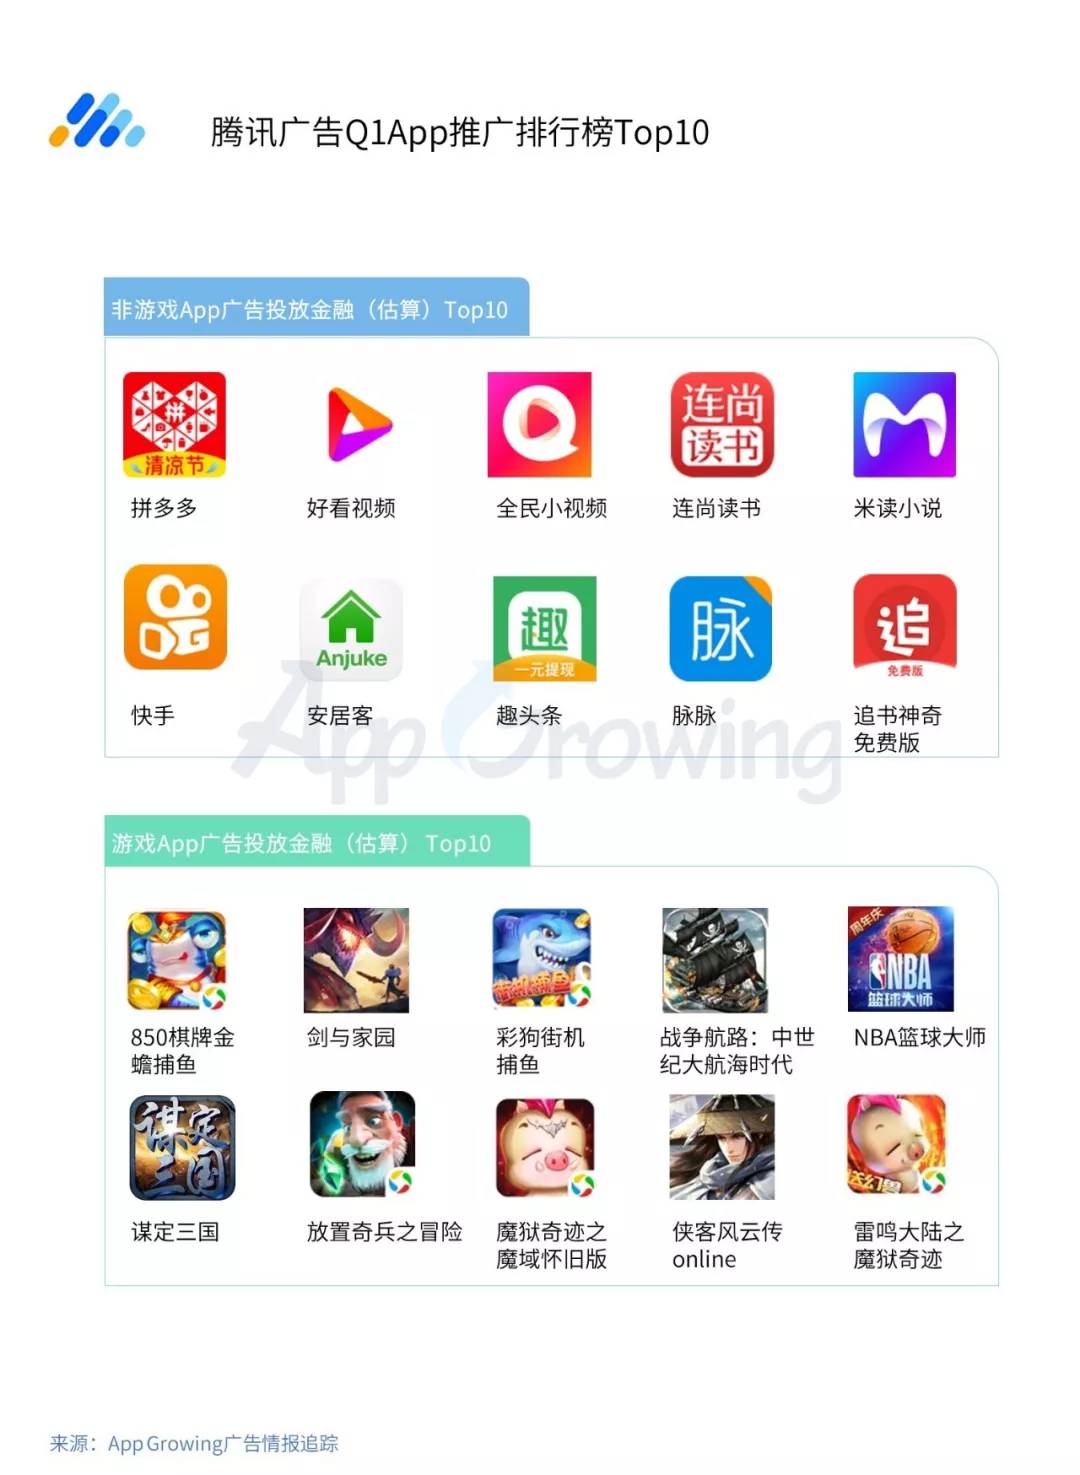 腾讯广告Q1App推广排行榜Top10
非游戏App广告投放金融（估算）Top10
拼
清凉节
连尚
读书
拼多多
好看视频
全民小视频
连尚读书
米读小说
Anjuke
趣
一元提现
脉
追
免费版
快手
安居客
趣头条
脉脉
追书神奇
免费版
App Growing
游戏App广告投放金融（估算）Top10
街机捕鱼
周年庆
NBA
篮球大师
850棋牌金
蟾捕鱼
剑与家园
彩狗街机
捕鱼
战争航路：中世
纪大航海时代
NBA篮球大师
谋定
三国
大幻兽
谋定三国
放置奇兵之冒险
魔狱奇迹之
魔域怀旧版
侠客风云传
online
雷鸣大陆之
魔狱奇迹
来源：App Growing广告情报追踪